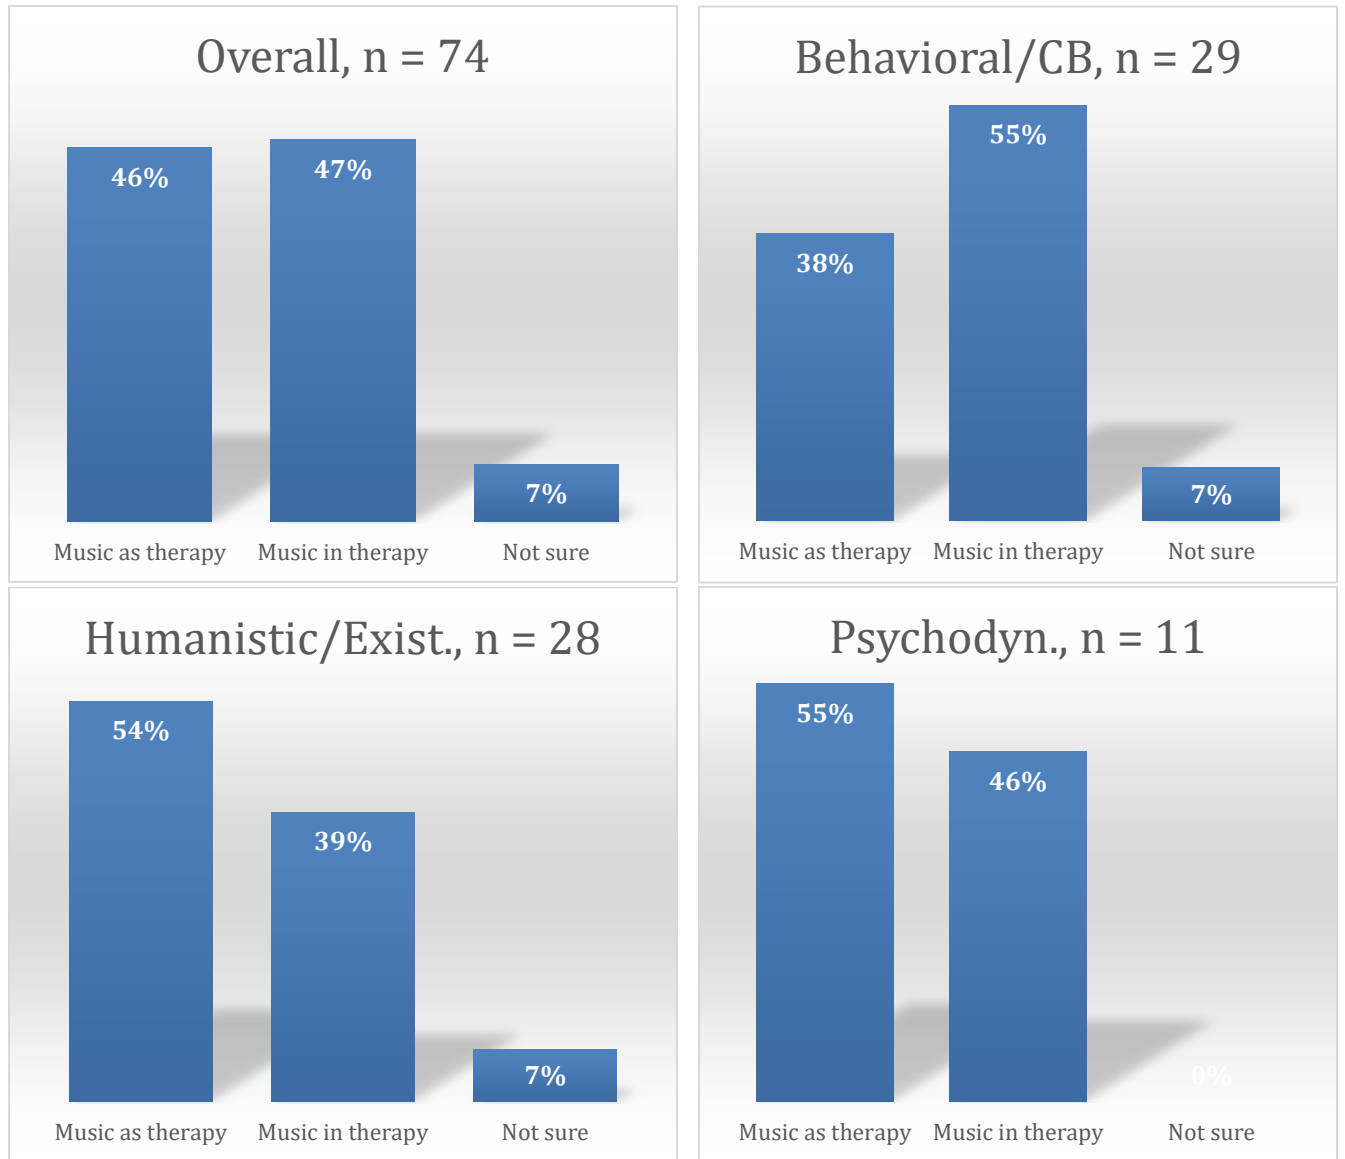 Overall, n = 74
46%
47%
7%
Music as therapy
Music in therapy
Not sure
Behavioral/CB, n = 29
38%
55%
7%
Music as therapy
Music in therapy
Not sure
Humanistic/Exist., n = 28
54%
39%
7%
Music as therapy
Music in therapy
Not sure
Psychodyn., n = 11
55%
46%
0%
Music as therapy
Music in therapy
Not sure